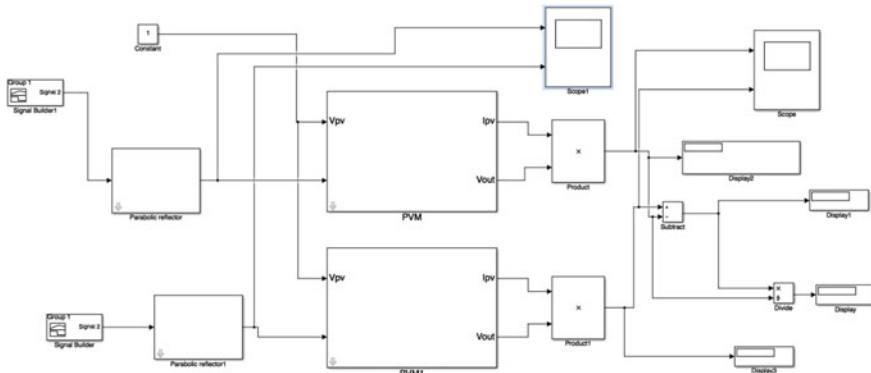 1
Constant
Group 1
Signal 2
Signal Builder1
Parabolic reflector
Scope1
Scope
Vpv
Ipv
Vout
PVM
×
Product
Display2
+
−
Subtract
Display1
×
÷
Divide
Display
Group 1
Signal 2
Signal Builder
Parabolic reflector1
Vpv
Ipv
Vout
PVM1
×
Product1
Display3